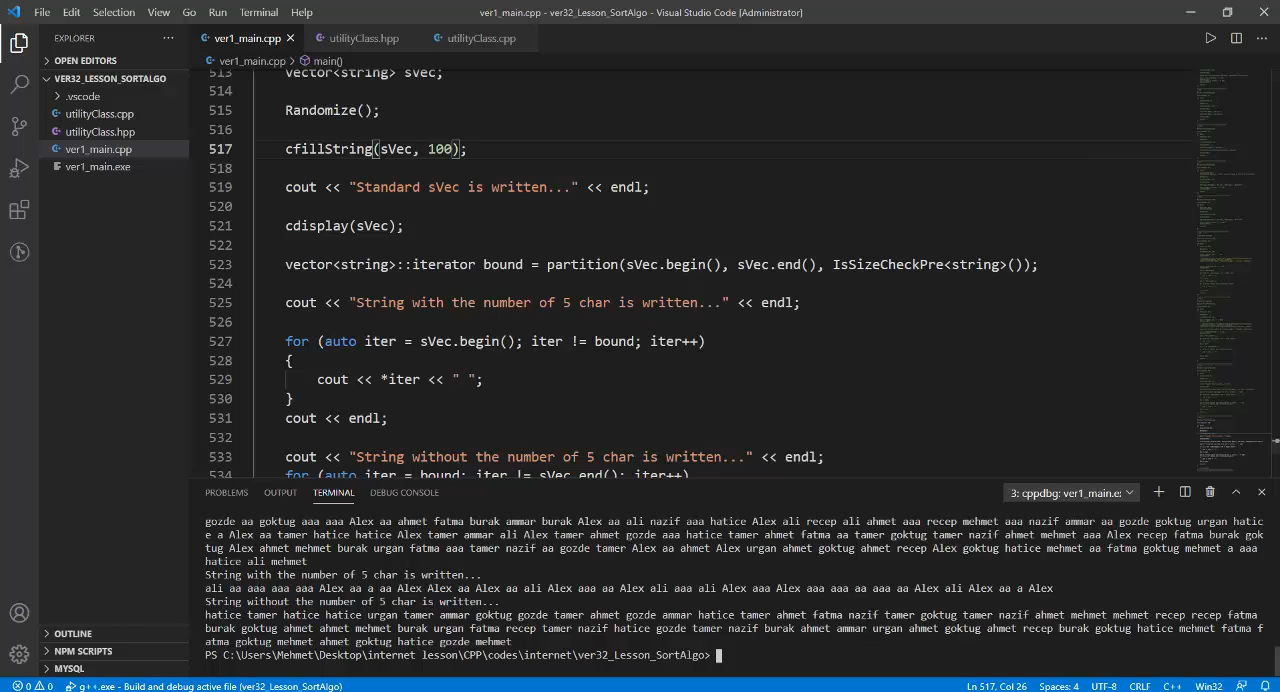 File Edit Selection View Go Run Terminal Help
ver1_main.cpp - ver32_Lesson_SortAlgo - Visual Studio Code [Administrator]
EXPLORER
OPEN EDITORS
VER32_LESSON_SORTALGO
.vscode
utilityClass.cpp
utilityClass.hpp
ver1_main.cpp
ver1_main.exe
OUTLINE
NPM SCRIPTS
MYSQL
ver1_main.cpp utilityClass.hpp utilityClass.cpp
ver1_main.cpp > main()
513 vector<string> sVec;
514
515 Randomize();
516
517 cfillString(sVec, 100);
518
519 cout << "Standard sVec is written..." << endl;
520
521 cdisplay(sVec);
522
523 vector<string>::iterator bound = partition(sVec.begin(), sVec.end(), IsSizeCheckPre<string>());
524
525 cout << "String with the number of 5 char is written..." << endl;
526
527 for (auto iter = sVec.begin(); iter != bound; iter++)
528 {
529 cout << *iter << " ";
530 }
531 cout << endl;
532
533 cout << "String without the number of 5 char is written..." << endl;
534 for (auto iter = bound; iter != sVec.end(); iter++)
PROBLEMS OUTPUT TERMINAL DEBUG CONSOLE
3: cppdbg: ver1_main.e:
gozde aa goktug aaa aaa Alex aa ahmet fatma burak ammar burak Alex aa ali nazif aaa hatice Alex ali recep ali ahmet aaa recep mehmet aaa nazif ammar aa gozde goktug urgan hatic
e a Alex aa tamer hatice hatice Alex tamer ammar ali Alex tamer ahmet gozde aaa hatice tamer ahmet fatma aa tamer goktug tamer nazif ahmet mehmet aaa Alex recep fatma burak gok
tug Alex ahmet mehmet burak urgan fatma aaa tamer nazif aa gozde tamer Alex aa ahmet Alex urgan ahmet goktug ahmet recep Alex goktug hatice mehmet aa fatma goktug mehmet a aaa
hatice ali mehmet
String with the number of 5 char is written...
ali aa aaa aaa aaa Alex aa a aa Alex Alex aa Alex aa ali Alex aaa aa Alex ali aaa ali Alex aaa Alex aaa aaa aa aaa aa Alex ali Alex aa a Alex
String without the number of 5 char is written...
hatice tamer hatice hatice urgan tamer ammar goktug gozde tamer ahmet gozde ammar hatice tamer ahmet fatma nazif tamer goktug tamer nazif ahmet mehmet mehmet recep recep fatma
burak goktug ahmet ahmet mehmet burak urgan fatma recep tamer nazif hatice gozde tamer nazif burak ahmet ammar urgan ahmet goktug ahmet recep burak goktug hatice mehmet fatma f
atma goktug mehmet ahmet goktug hatice gozde mehmet
PS C:\Users\Mehmet\Desktop\internet lesson\CPP\codes\internet\ver32_Lesson_SortAlgo>
0 0 g++.exe - Build and debug active file (ver32_Lesson_SortAlgo) Ln 517, Col 26 Spaces: 4 UTF-8 CRLF C++ Win32